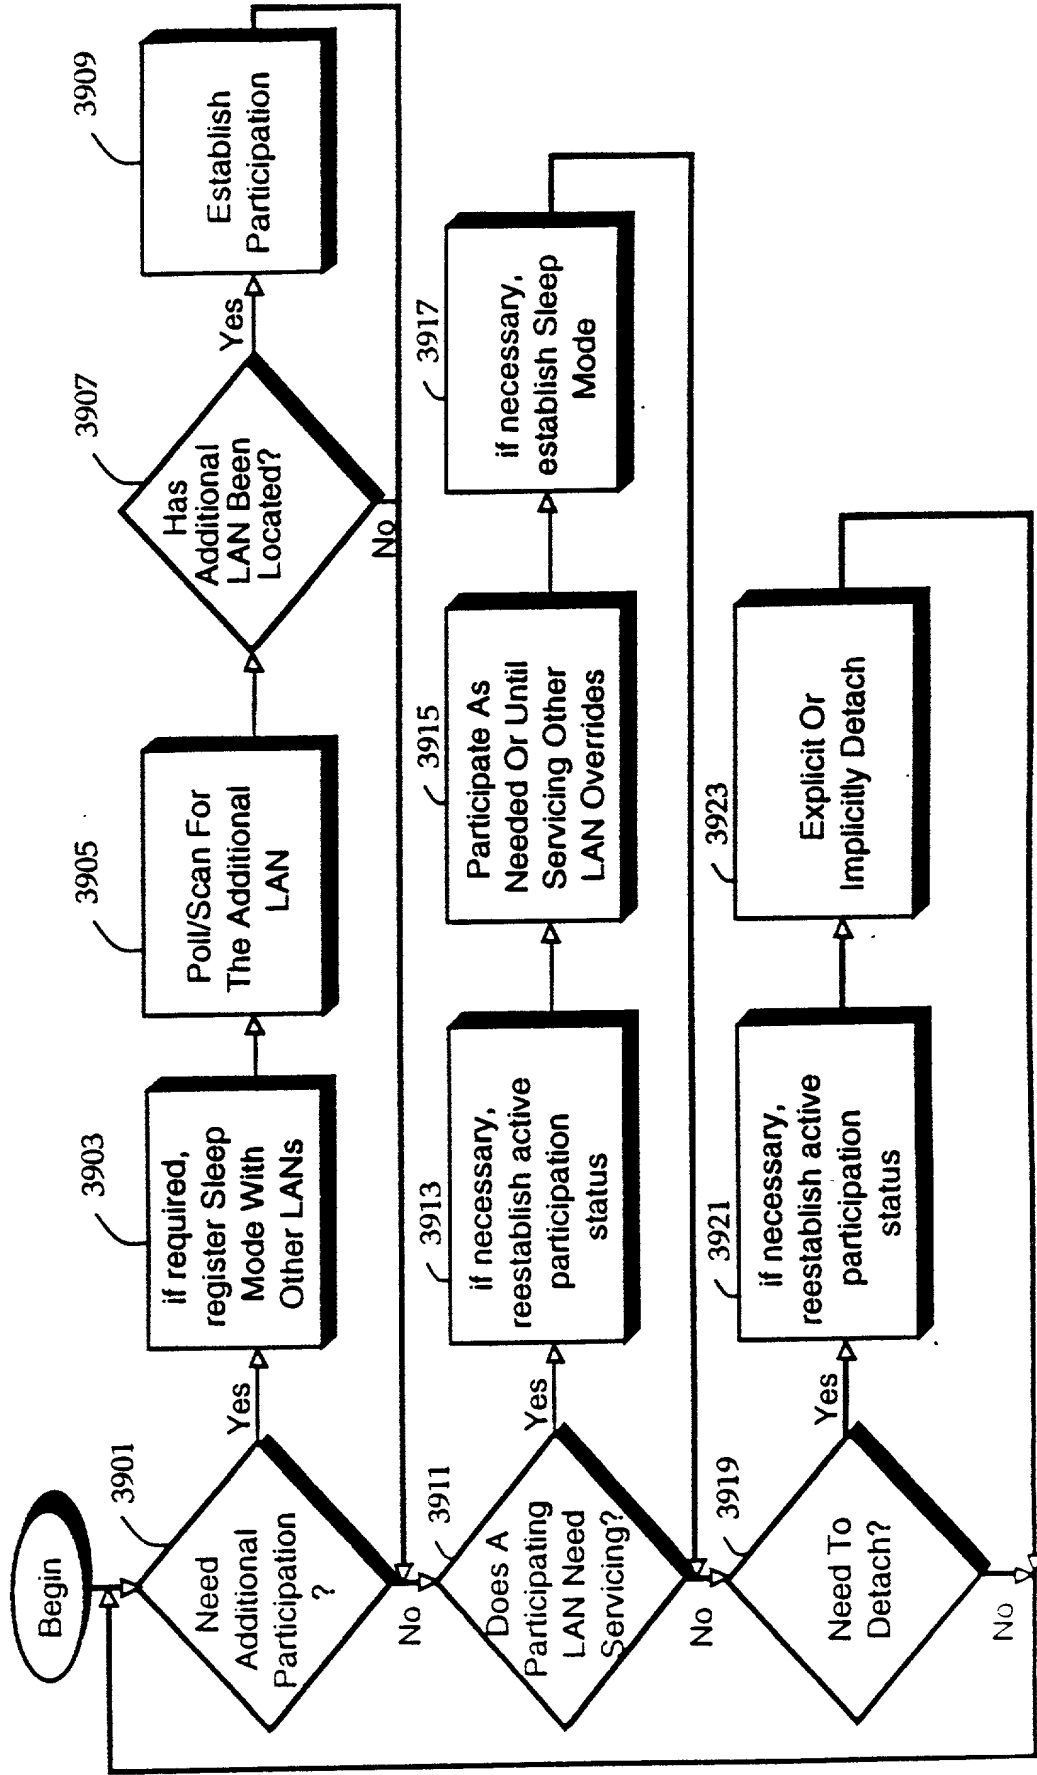 Begin
3901
Need
Additional
Participation
?
Yes
No
3903
if required,
register Sleep
Mode With
Other LANs
3905
Poll/Scan For
The Additional
LAN
3907
Has
Additional
LAN Been
Located?
Yes
No
3909
Establish
Participation
3911
Does A
Participating
LAN Need
Servicing?
Yes
No
3913
if necessary,
reestablish active
participation
status
3915
Participate As
Needed Or Until
Servicing Other
LAN Overrides
3917
if necessary,
establish Sleep
Mode
3919
Need To
Detach?
Yes
No
3921
if necessary,
reestablish active
participation
status
3923
Explicit Or
Implicitly Detach